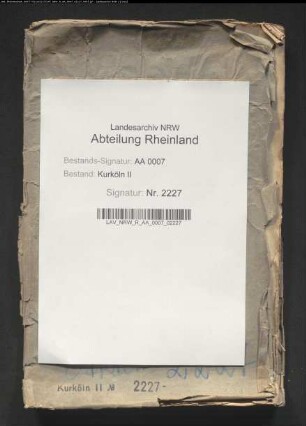 Landesarchiv NRW
Abteilung Rheinland
Bestands-Signatur: AA 0007
Bestand: Kurköln II
Signatur: Nr. 2227
LAV_NRW_R_AA_0007_02227
Kurköln II № 2227-